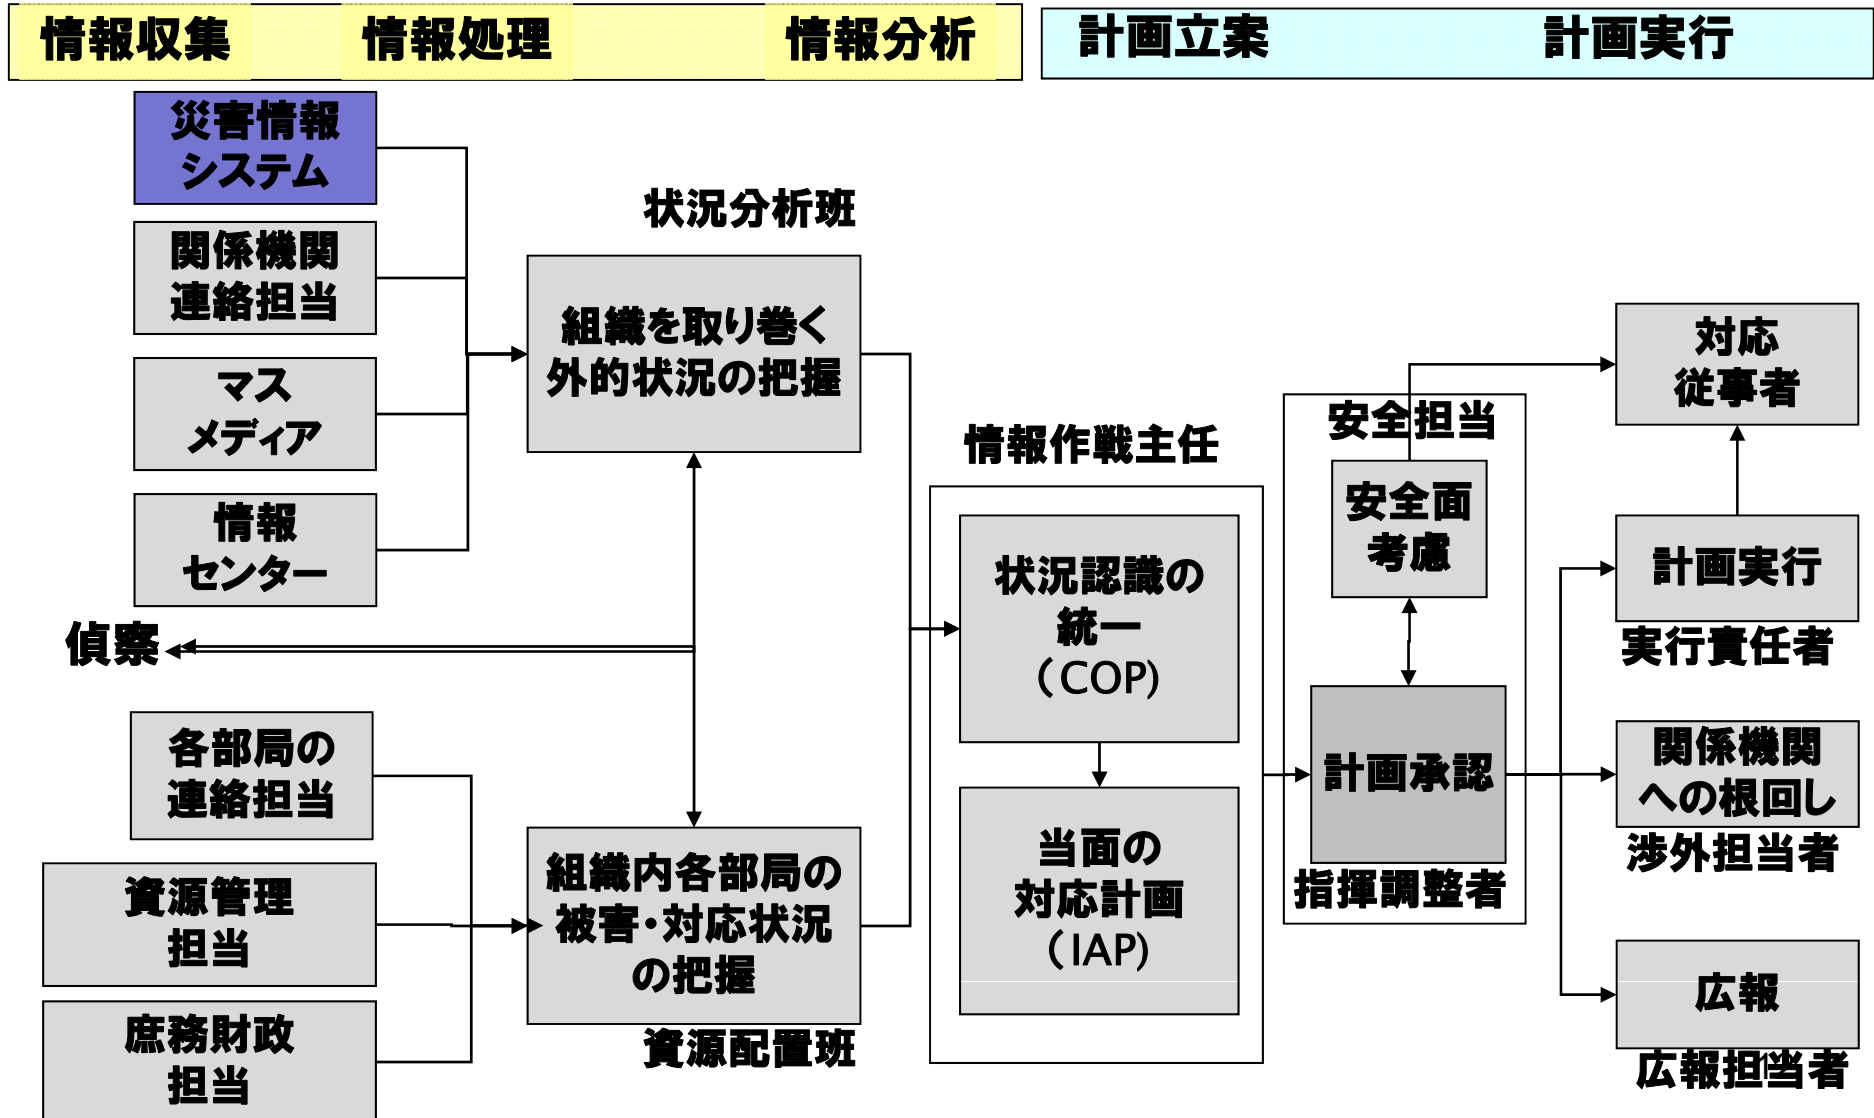 情報収集
情報処理
情報分析
計画立案
計画実行
災害情報
システム
関係機関
連絡担当
マス
メディア
情報
センター
偵察
各部局の
連絡担当
資源管理
担当
庶務財政
担当
状況分析班
組織を取り巻く
外的状況の把握
組織内各部局の
被害・対応状況
の把握
資源配置班
情報作戦主任
状況認識の
統一
（COP)
当面の
対応計画
（IAP)
安全担当
安全面
考慮
計画承認
指揮調整者
対応
従事者
計画実行
実行責任者
関係機関
への根回し
渉外担当者
広報
広報担当者